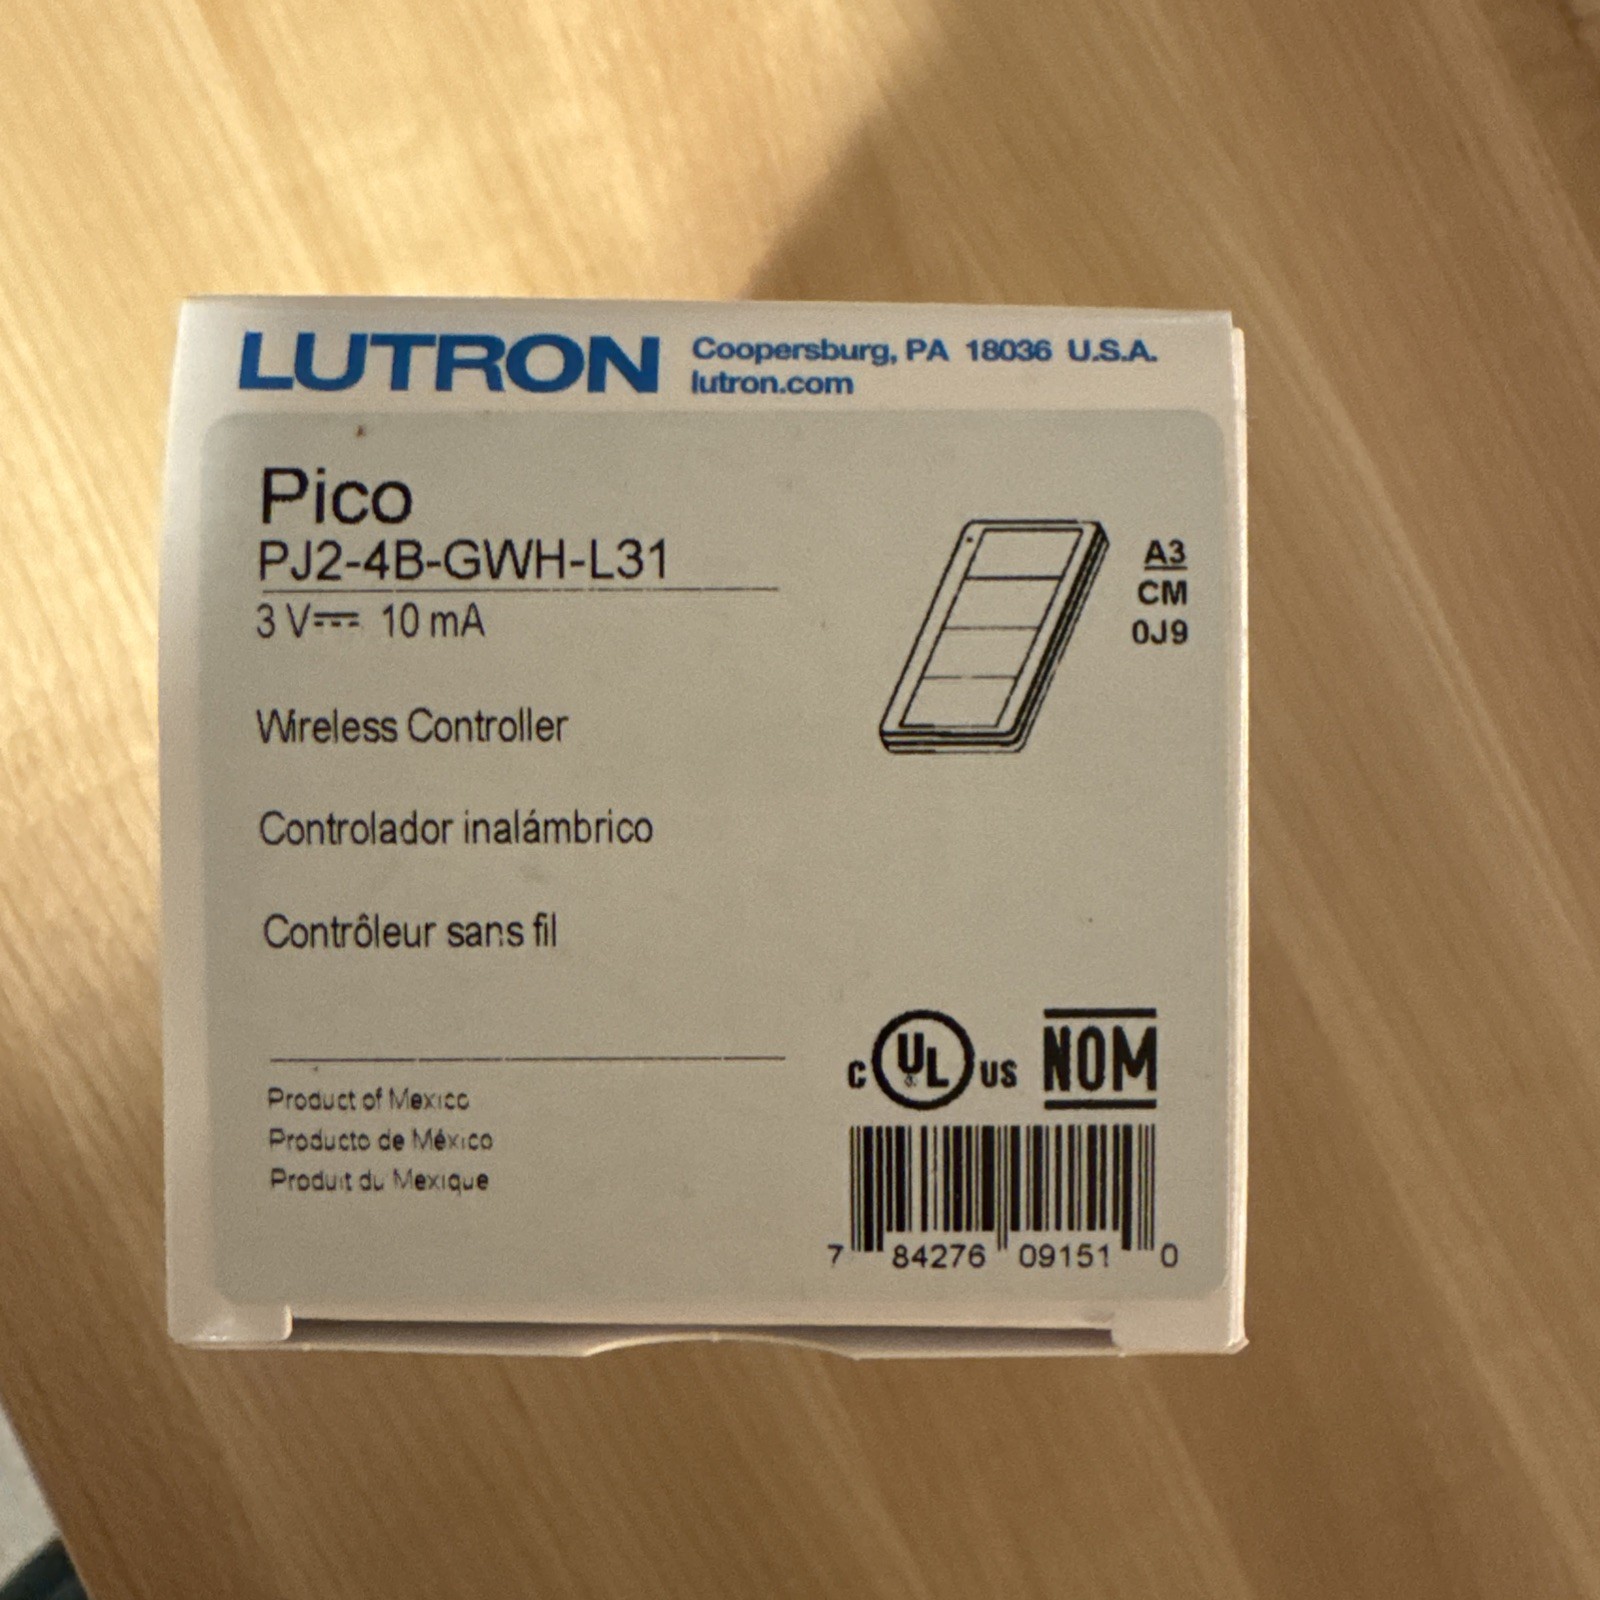 LUTRON Coopersburg, PA 18036 U.S.A.
lutron.com
Pico
PJ2-4B-GWH-L31
3 V⎓ 10 mA
A3
CM
0J9
Wireless Controller
Controlador inalámbrico
Contrôleur sans fil
Product of Mexico
Producto de México
Produit du Mexique
C UL US NOM
7 84276 09151 0